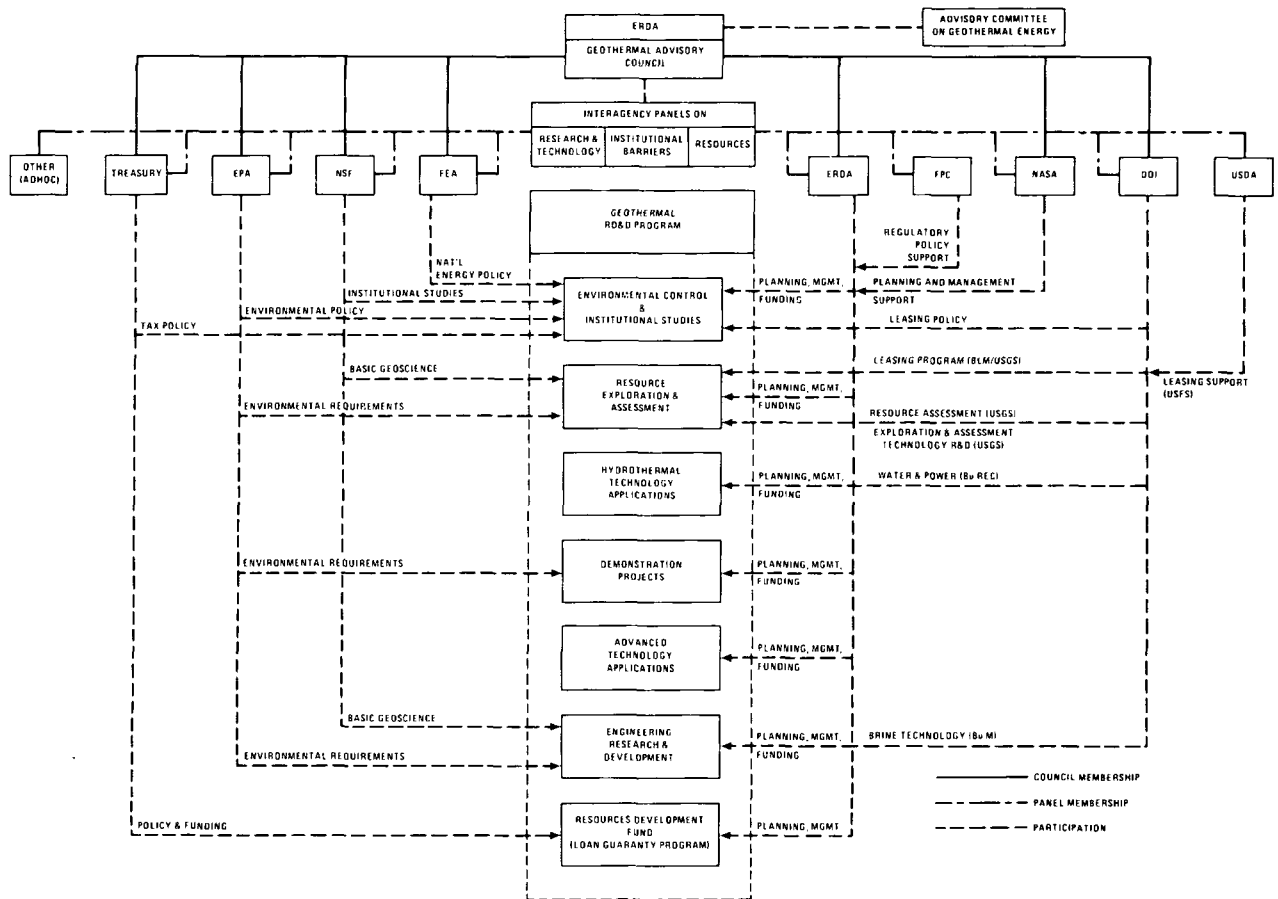 ERDA
GEOTHERMAL ADVISORY
COUNCIL
ADVISORY COMMITTEE
ON GEOTHERMAL ENERGY
INTERAGENCY PANELS ON
RESEARCH &
TECHNOLOGY
INSTITUTIONAL
BARRIERS
RESOURCES
OTHER
(ADHOC)
TREASURY
EPA
NSF
FEA
ERDA
FPC
NASA
DOI
USDA
GEOTHERMAL
RD&D PROGRAM
REGULATORY
POLICY
SUPPORT
NAT'L
ENERGY POLICY
INSTITUTIONAL STUDIES
ENVIRONMENTAL POLICY
TAX POLICY
ENVIRONMENTAL CONTROL
&
INSTITUTIONAL STUDIES
PLANNING, MGMT,
FUNDING
PLANNING AND MANAGEMENT
SUPPORT
LEASING POLICY
BASIC GEOSCIENCE
ENVIRONMENTAL REQUIREMENTS
RESOURCE
EXPLORATION &
ASSESSMENT
LEASING PROGRAM (BLM/USGS)
PLANNING, MGMT,
FUNDING
LEASING SUPPORT
(USFS)
RESOURCE ASSESSMENT (USGS)
EXPLORATION & ASSESSMENT
TECHNOLOGY R&D (USGS)
HYDROTHERMAL
TECHNOLOGY
APPLICATIONS
PLANNING, MGMT,
FUNDING
WATER & POWER (Bu REC)
ENVIRONMENTAL REQUIREMENTS
DEMONSTRATION
PROJECTS
PLANNING, MGMT,
FUNDING
ADVANCED
TECHNOLOGY
APPLICATIONS
PLANNING, MGMT,
FUNDING
BASIC GEOSCIENCE
ENVIRONMENTAL REQUIREMENTS
ENGINEERING
RESEARCH &
DEVELOPMENT
PLANNING, MGMT,
FUNDING
BRINE TECHNOLOGY (BuM)
POLICY & FUNDING
RESOURCES DEVELOPMENT
FUND
(LOAN GUARANTY PROGRAM)
PLANNING, MGMT
COUNCIL MEMBERSHIP
PANEL MEMBERSHIP
PARTICIPATION